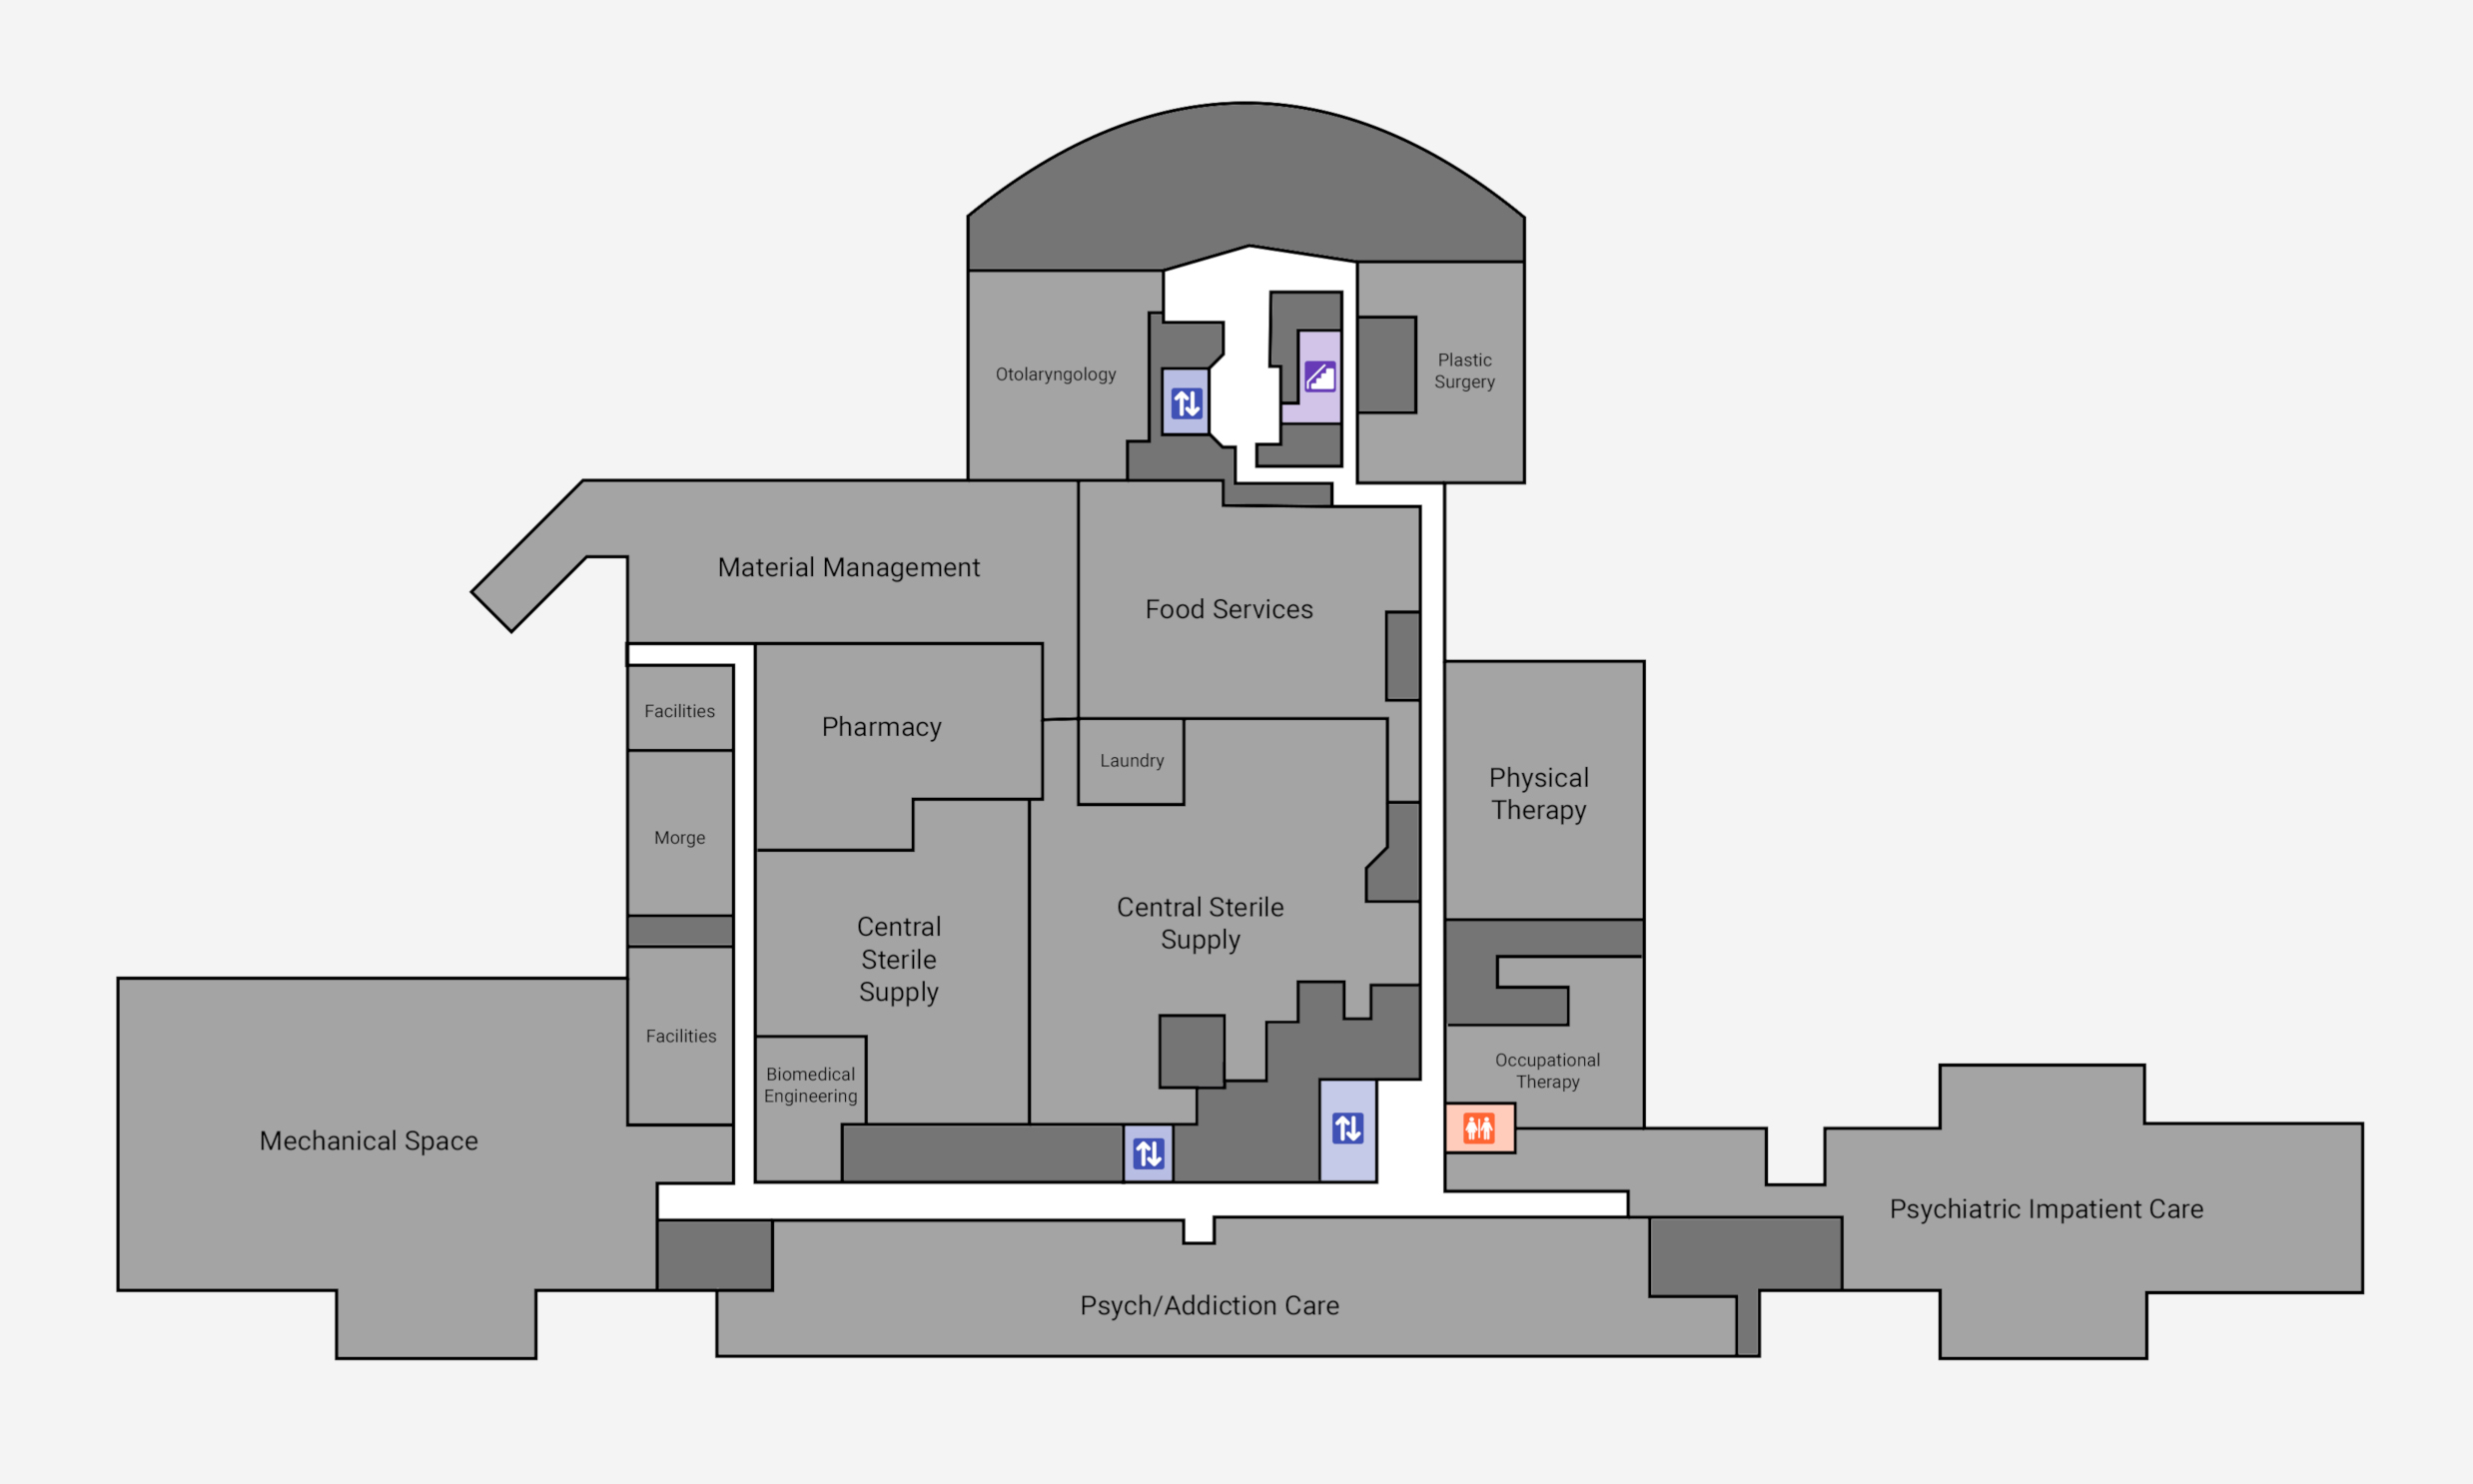 Otolaryngology
Plastic
Surgery
Material Management
Food Services
Facilities
Pharmacy
Laundry
Physical
Therapy
Morge
Central Sterile
Supply
Central
Sterile
Supply
Facilities
Biomedical
Engineering
Occupational
Therapy
Mechanical Space
Psychiatric Impatient Care
Psych/Addiction Care